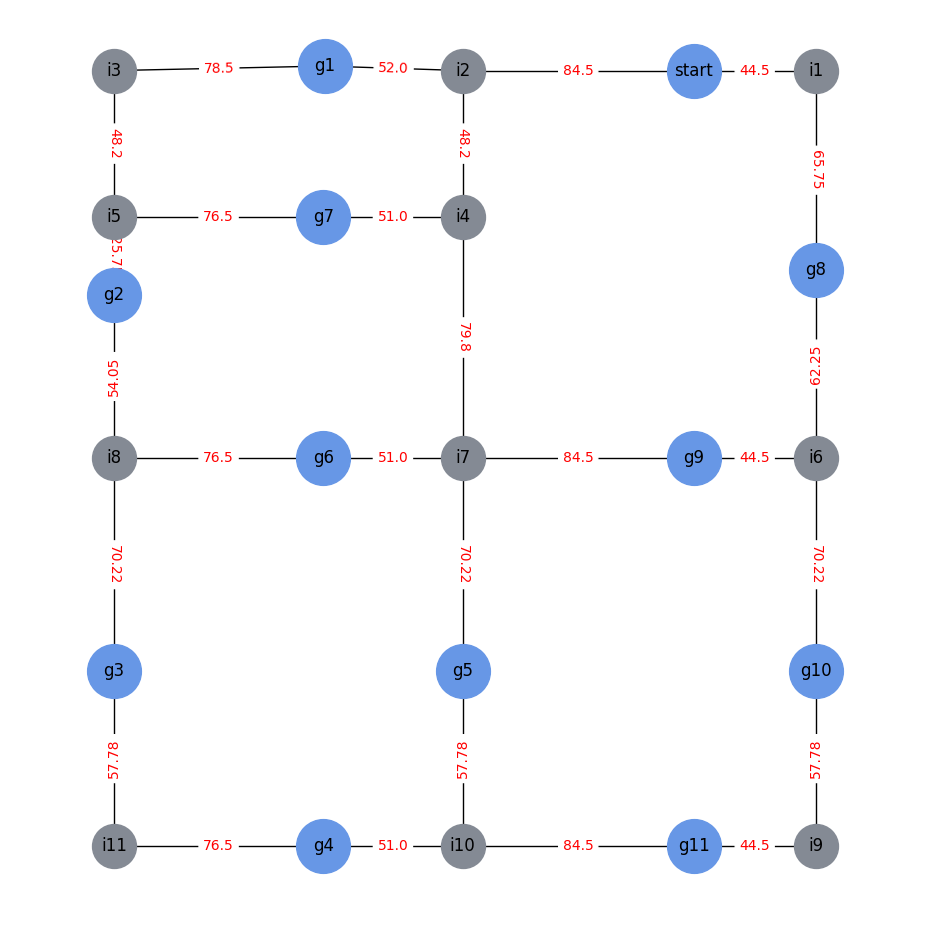 i3 78.5 g1 52.0 i2 84.5 start 44.5 i1
48.2 48.2 65.75
i5 76.5 g7 51.0 i4
g8
g2
79.8
54.05 62.25
i8 76.5 g6 51.0 i7 84.5 g9 44.5 i6
70.22 70.22 70.22
g3 g5 g10
57.78 57.78 57.78
i11 76.5 g4 51.0 i10 84.5 g11 44.5 i9